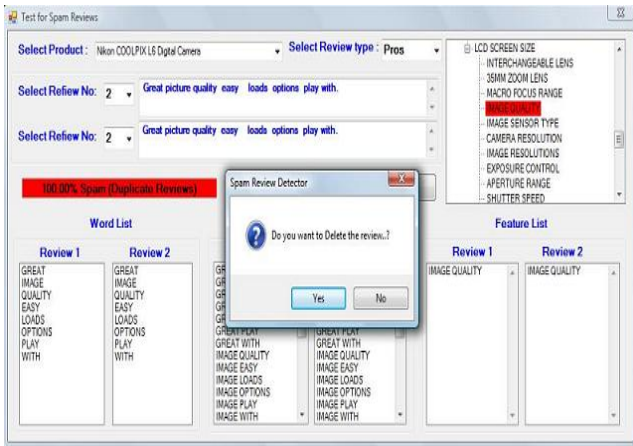 Test for Spam Reviews
Select Product : Nikon COOLPIX L6 Digital Camera
Select Review type : Pros
Select Refiew No: 2
Great picture quality easy loads options play with.
Select Refiew No: 2
Great picture quality easy loads options play with.
LCD SCREEN SIZE
INTERCHANGEABLE LENS
35MM ZOOM LENS
MACRO FOCUS RANGE
IMAGE QUALITY
IMAGE SENSOR TYPE
CAMERA RESOLUTION
IMAGE RESOLUTIONS
EXPOSURE CONTROL
APERTURE RANGE
SHUTTER SPEED
100.00% Spam (Duplicate Reviews)
Spam Review Detector
Do you want to Delete the review..?
Yes
No
Word List
Review 1
GREAT
IMAGE
QUALITY
EASY
LOADS
OPTIONS
PLAY
WITH
Review 2
GREAT
IMAGE
QUALITY
EASY
LOADS
OPTIONS
PLAY
WITH
GREAT PLAY
GREAT WITH
IMAGE QUALITY
IMAGE EASY
IMAGE LOADS
IMAGE OPTIONS
IMAGE PLAY
IMAGE WITH
GREAT PLAY
GREAT WITH
IMAGE QUALITY
IMAGE EASY
IMAGE LOADS
IMAGE OPTIONS
IMAGE PLAY
IMAGE WITH
Feature List
Review 1
IMAGE QUALITY
Review 2
IMAGE QUALITY